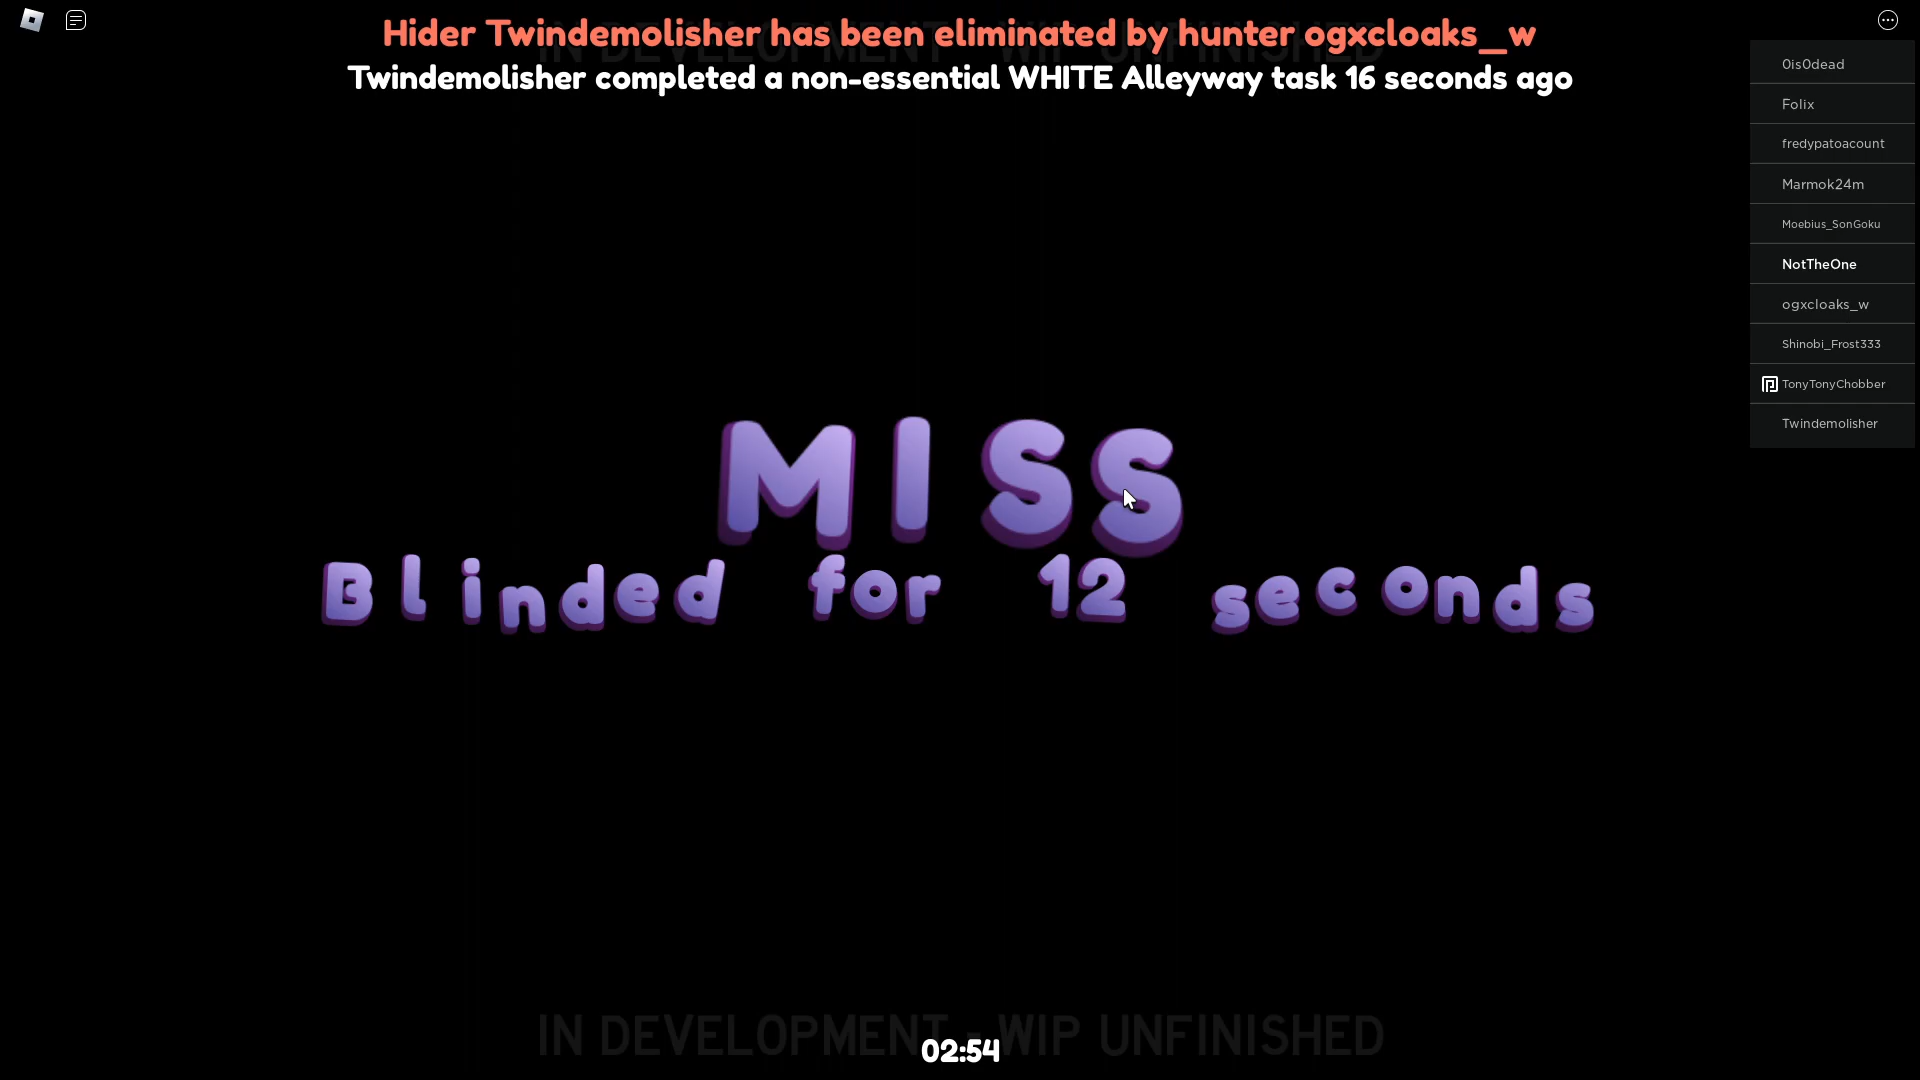 Hider Twindemolisher has been eliminated by hunter ogxcloaks_w
Twindemolisher completed a non-essential WHITE Alleyway task 16 seconds ago
0is0dead
Folix
fredypatoacount
Marmok24m
Moebius_SonGoku
NotTheOne
ogxcloaks_w
Shinobi_Frost333
TonyTonyChobber
Twindemolisher
MISS
Blinded for 12 seconds
IN DEVELOPMENT - WIP UNFINISHED
02:54